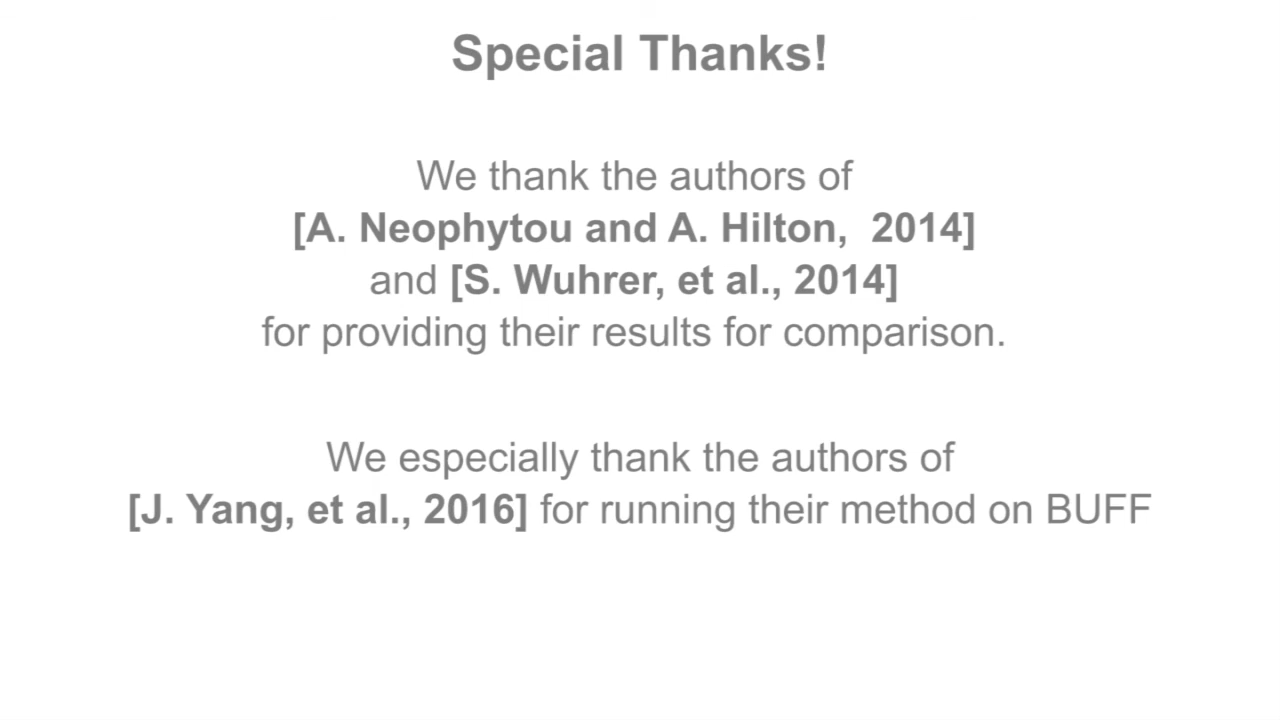 Special Thanks!
We thank the authors of
[A. Neophytou and A. Hilton,  2014]
and [S. Wuhrer, et al., 2014]
for providing their results for comparison.
We especially thank the authors of
[J. Yang, et al., 2016] for running their method on BUFF